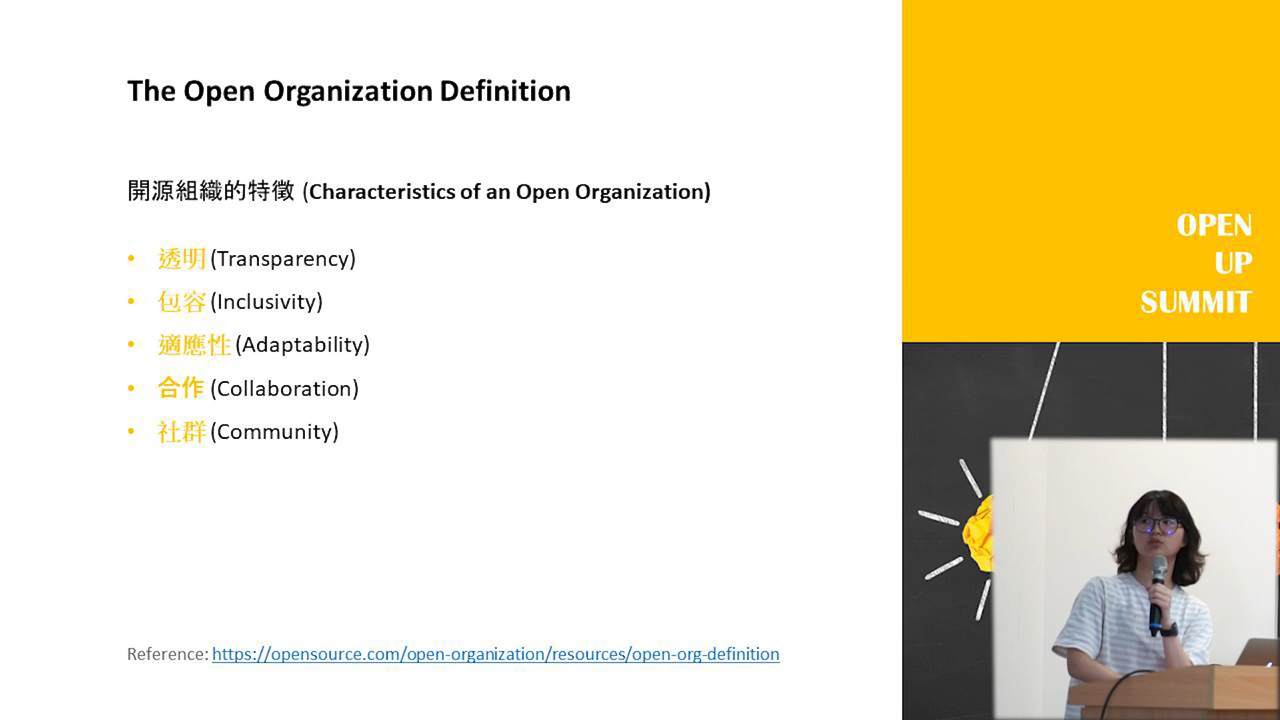 The Open Organization Definition
開源組織的特徵 (Characteristics of an Open Organization)
• 透明 (Transparency)
• 包容 (Inclusivity)
• 適應性 (Adaptability)
• 合作 (Collaboration)
• 社群 (Community)
Reference: https://opensource.com/open-organization/resources/open-org-definition
OPEN
UP
SUMMIT